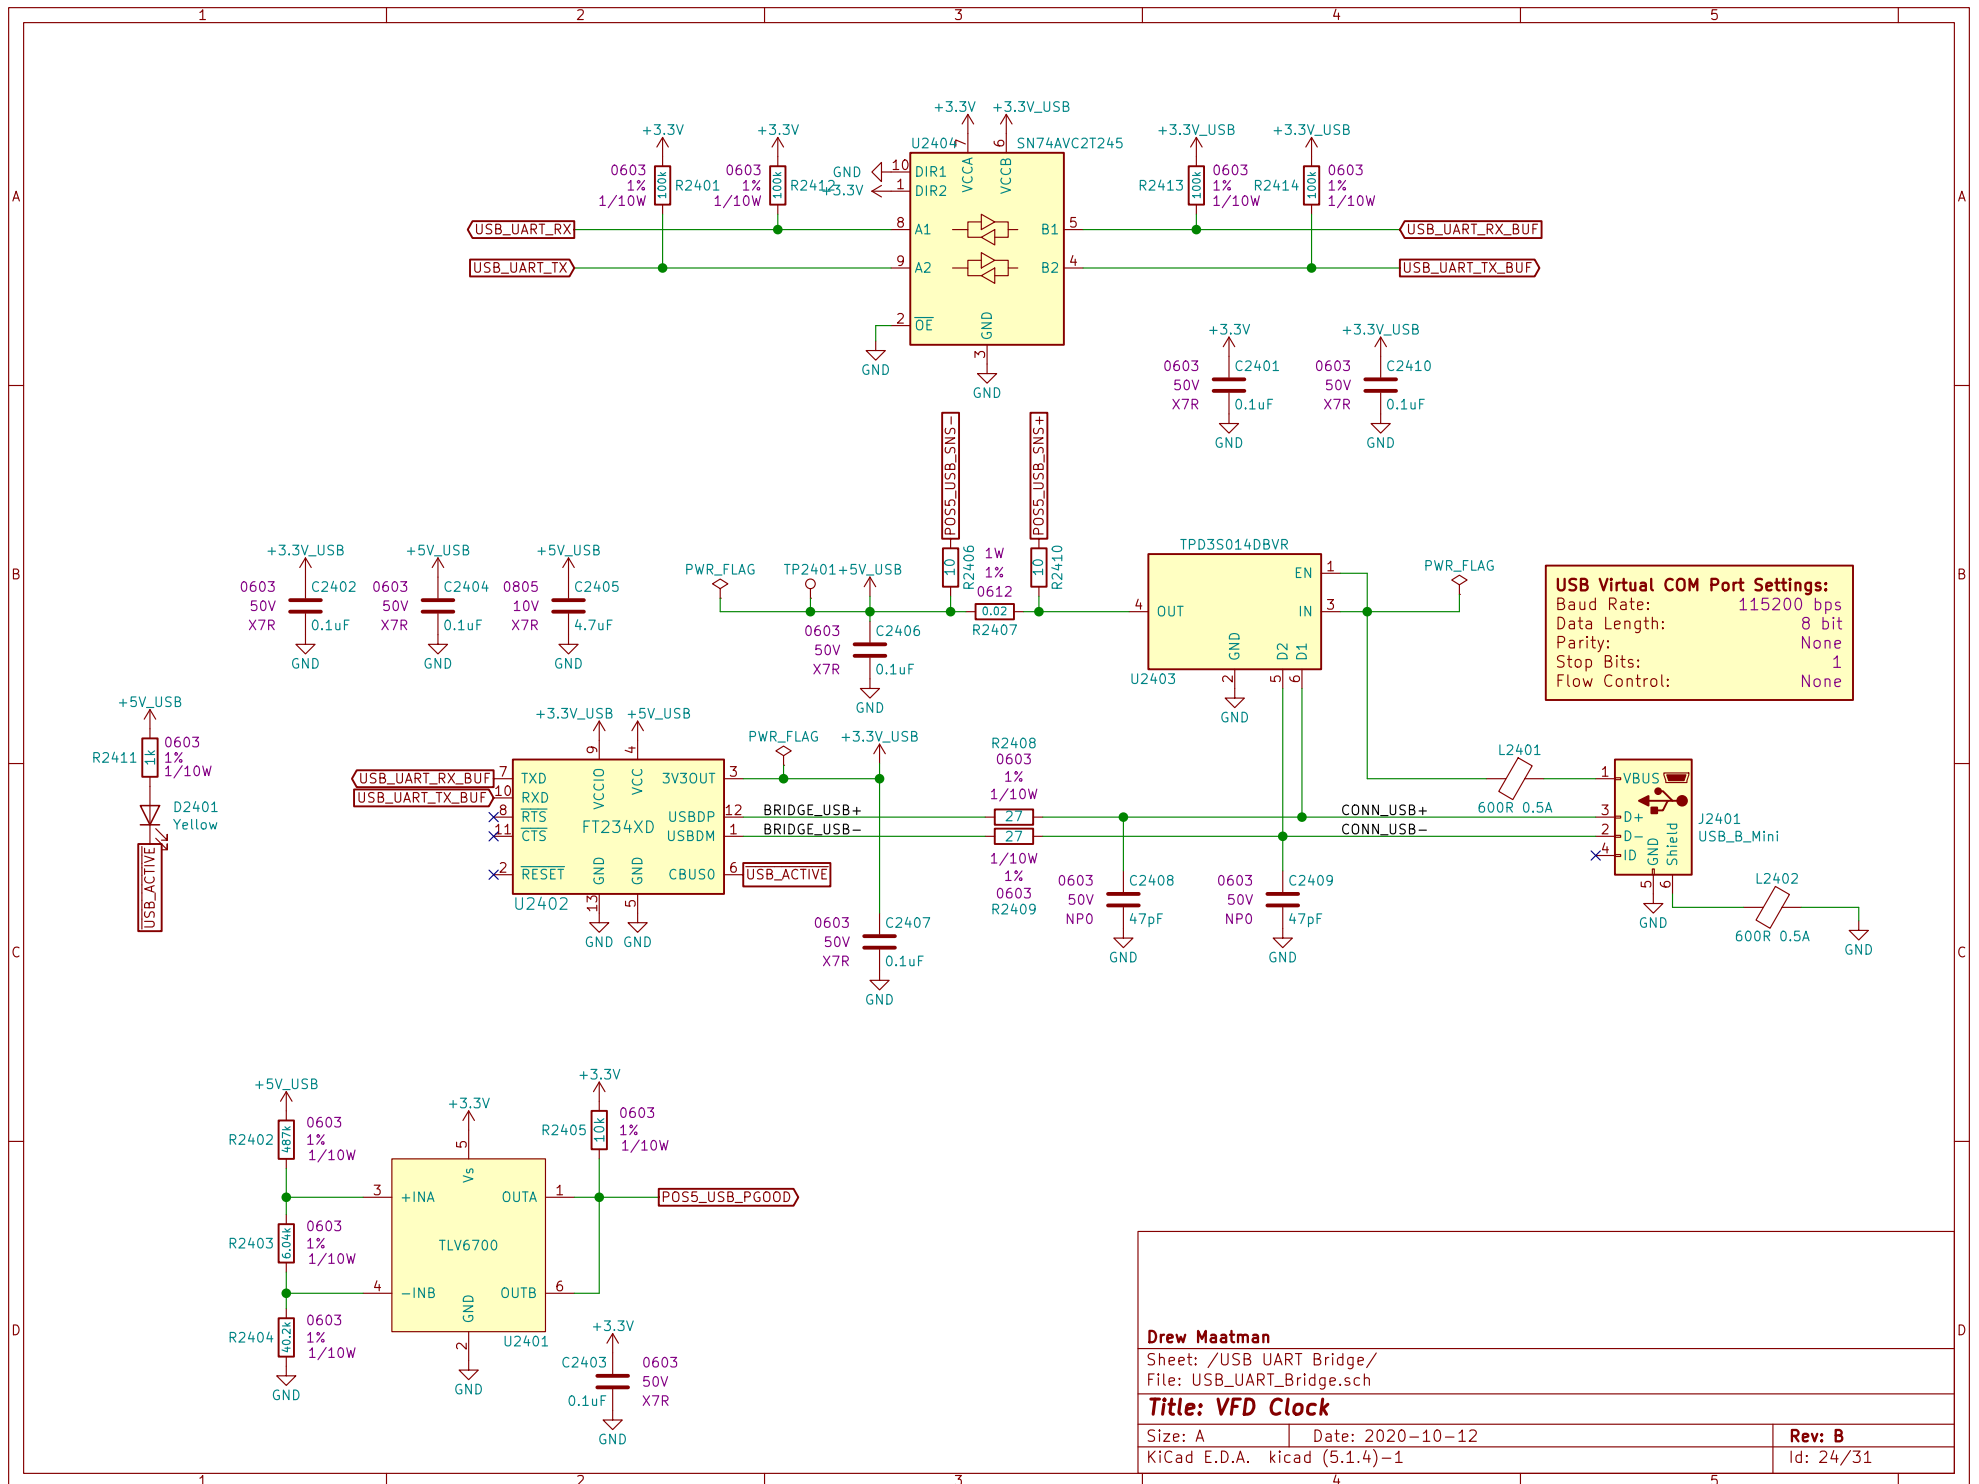 1 2 3 4 5
A A
B B
C C
D D
+3.3V +3.3V_USB
U2404 SN74AVC2T245
7 6
VCCA VCCB
GND 10 DIR1
+3.3V 1 DIR2
8 A1 B1 5
9 A2 B2 4
2 OE
GND
3
GND
GND
+3.3V
0603
1%
1/10W
100k
R2401
+3.3V
0603
1%
1/10W
100k
R2412
USB_UART_RX
USB_UART_TX
+3.3V_USB
R2413
100k
0603
1%
1/10W
+3.3V_USB
R2414
100k
0603
1%
1/10W
USB_UART_RX_BUF
USB_UART_TX_BUF
+3.3V
0603 C2401
50V
X7R 0.1uF
GND
+3.3V_USB
0603 C2410
50V
X7R 0.1uF
GND
POS5_USB_SNS-
POS5_USB_SNS+
10
R2406
10
R2410
1W
1%
0612
0.02
R2407
PWR_FLAG
TP2401
+5V_USB
0603 C2406
50V
X7R 0.1uF
GND
TPD3S014DBVR
EN 1
IN 3
4 OUT
GND D2 D1
2 5 6
U2403
GND
PWR_FLAG
USB Virtual COM Port Settings:
Baud Rate: 115200 bps
Data Length: 8 bit
Parity: None
Stop Bits: 1
Flow Control: None
+3.3V_USB
0603 C2402
50V
X7R 0.1uF
GND
+5V_USB
0603 C2404
50V
X7R 0.1uF
GND
+5V_USB
0805 C2405
10V
X7R 4.7uF
GND
+5V_USB
R2411
1k
0603
1%
1/10W
D2401
Yellow
USB_ACTIVE
+3.3V_USB +5V_USB
9 4
VCCIO VCC
USB_UART_RX_BUF 7 TXD
USB_UART_TX_BUF 10 RXD
8 RTS
11 CTS
2 RESET
FT234XD
3V3OUT 3
USBDP 12
USBDM 1
CBUS0 6
USB_ACTIVE
GND GND
U2402
13 5
GND GND
PWR_FLAG
+3.3V_USB
BRIDGE_USB+
BRIDGE_USB-
0603 C2407
50V
X7R 0.1uF
GND
R2408
0603
1%
1/10W
27
27
1/10W
1%
0603
R2409
CONN_USB+
CONN_USB-
0603 C2408
50V
NP0 47pF
GND
0603 C2409
50V
NP0 47pF
GND
L2401
600R 0.5A
1 VBUS
3 D+
2 D-
4 ID
GND
Shield
J2401
USB_B_Mini
5 6
GND
L2402
600R 0.5A
GND
+5V_USB
R2402
487k
0603
1%
1/10W
R2403
6.04k
0603
1%
1/10W
R2404
40.2k
0603
1%
1/10W
GND
+3.3V
5
Vs
3 +INA OUTA 1
TLV6700
4 -INB OUTB 6
GND
U2401
2
GND
+3.3V
R2405
10k
0603
1%
1/10W
POS5_USB_PGOOD
+3.3V
C2403 0603
50V
0.1uF X7R
GND
Drew Maatman
Sheet: /USB UART Bridge/
File: USB_UART_Bridge.sch
Title: VFD Clock
Size: A Date: 2020-10-12 Rev: B
KiCad E.D.A. kicad (5.1.4)-1 Id: 24/31
1 2 3 4 5